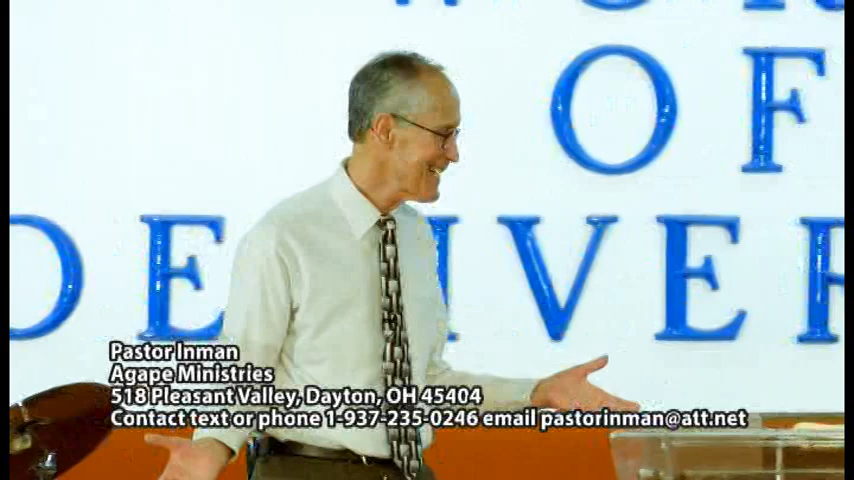 OF
DELIVER
Pastor Inman
Agape Ministries
518 Pleasant Valley, Dayton, OH 45404
Contact text or phone 1-937-235-0246 email pastorinman@att.net